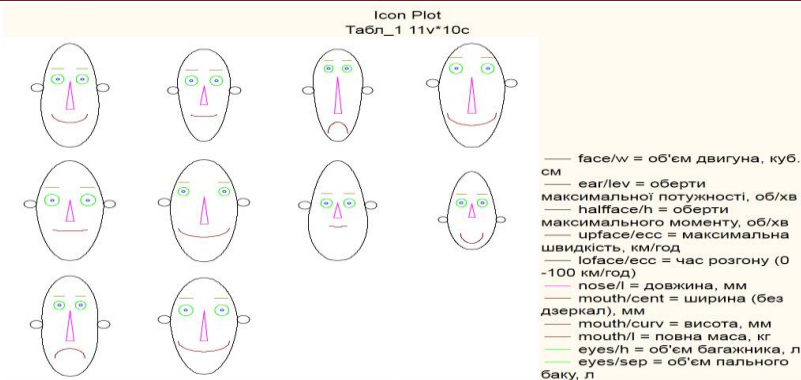 Icon Plot
Табл_1 11v*10c
face/w = об'єм двигуна, куб.
см
ear/lev = оберти
максимальної потужності, об/хв
halfface/h = оберти
максимального моменту, об/хв
upface/ecc = максимальна
швидкість, км/год
loface/ecc = час розгону (0
-100 км/год)
nose/l = довжина, мм
mouth/cent = ширина (без
дзеркал), мм
mouth/curv = висота, мм
mouth/l = повна маса, кг
eyes/h = об'єм багажника, л
eyes/sep = об'єм пального
баку, л